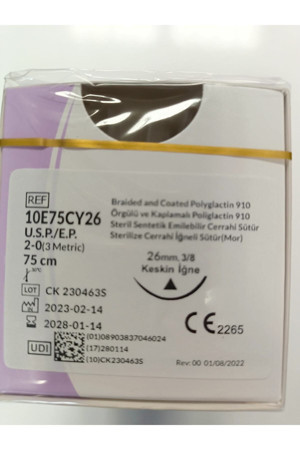 REF
10E75CY26
U.S.P./E.P.
2-0(3 Metric)
75 cm
LOT CK 230463S
2023-02-14
2028-01-14
UDI
(01)08903837046024
(17)280114
(10)CK230463S
Braided and Coated Polyglactin 910
Örgülü ve Kaplamalı Poliglactin 910
Steril Sentetik Emilebilir Cerrahi Sütür
Sterilize Cerrahi İğneli Sütür(Mor)
26mm, 3/8
Keskin İğne
CE 2265
Rev: 00 01/08/2022